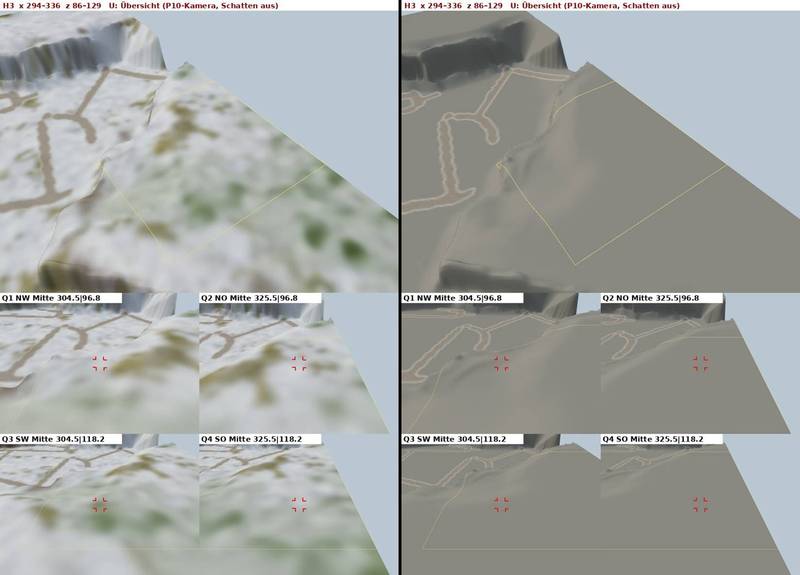 H3 x 294–336 z 86–129 U: Übersicht (P10-Kamera, Schatten aus)
H3 x 294–336 z 86–129 U: Übersicht (P10-Kamera, Schatten aus)
Q1 NW Mitte 304.5|96.8
Q2 NO Mitte 325.5|96.8
Q1 NW Mitte 304.5|96.8
Q2 NO Mitte 325.5|96.8
Q3 SW Mitte 304.5|118.2
Q4 SO Mitte 325.5|118.2
Q3 SW Mitte 304.5|118.2
Q4 SO Mitte 325.5|118.2